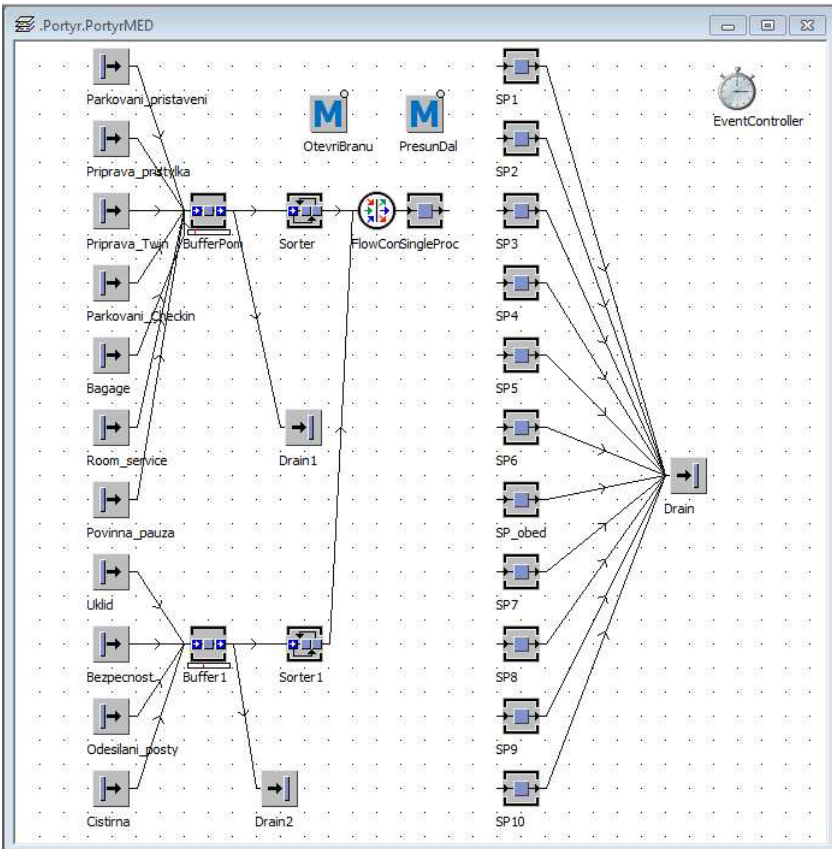 .Portyr.PortyrMED
Parkovani_pristaveni
Priprava_pristylka
Priprava_Twin
Parkovani_Checkin
Bagage
Room_service
Povinna_pauza
Uklid
Bezpecnost
Odesilani_posty
Cistirna
BufferPom
Drain1
Buffer1
Drain2
M
OtevriBranu
M
PresunDal
Sorter
FlowCon
SingleProc
Sorter1
SP1
SP2
SP3
SP4
SP5
SP6
SP_obed
SP7
SP8
SP9
SP10
Drain
EventController